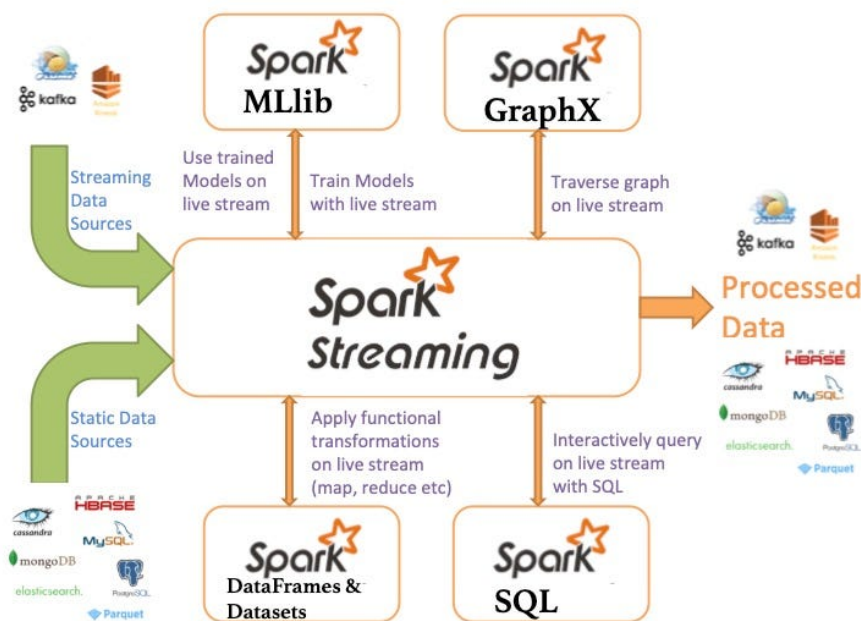 Spark
MLlib
Spark
GraphX
kafka
Streaming
Data
Sources
Use trained
Models on
live stream
Train Models
with live stream
Traverse graph
on live stream
Spark
Streaming
kafka
Processed
Data
APACHE
HBASE
cassandra
MySQL
mongoDB
PostgreSQL
elasticsearch.
Parquet
Static Data
Sources
Apply functional
transformations
on live stream
(map, reduce etc)
Interactively query
on live stream
with SQL
APACHE
HBASE
cassandra
MySQL
mongoDB
PostgreSQL
elasticsearch.
Parquet
Spark
DataFrames &
Datasets
Spark
SQL